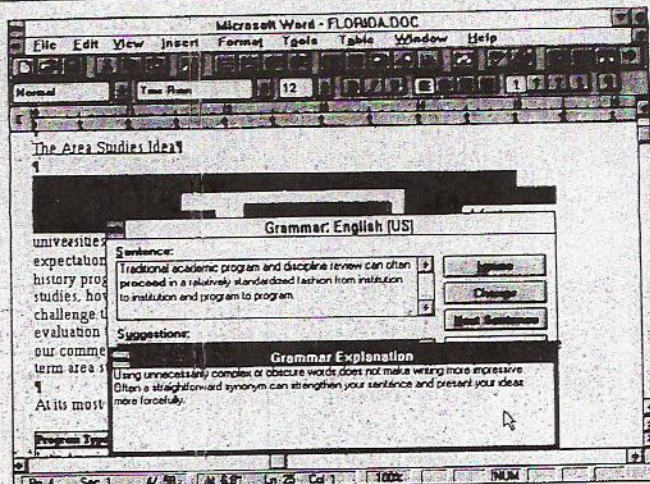 Microsoft Word - FLORIDA.DOC
File Edit View Insert Format Tools Table Window Help
Normal
12
1
The Area Studies Idea¶
¶
universities
expectation
history prog
studies, how
challenge t
evaluation
our comme
term area s
¶
At its most
Program Type
Grammar: English (US)
Sentence:
Traditional academic program and discipline review can often
proceed in a relatively standardized fashion from institution
to institution and program to program.
Ignore
Change
Next Sentence
Suggestions:
Grammar Explanation
Using unnecessarily complex or obscure words does not make writing more impressive.
Often a straightforward synonym can strengthen your sentence and present your ideas
more forcefully.
Sec 1 Ln 25 Col 1 100% NUM